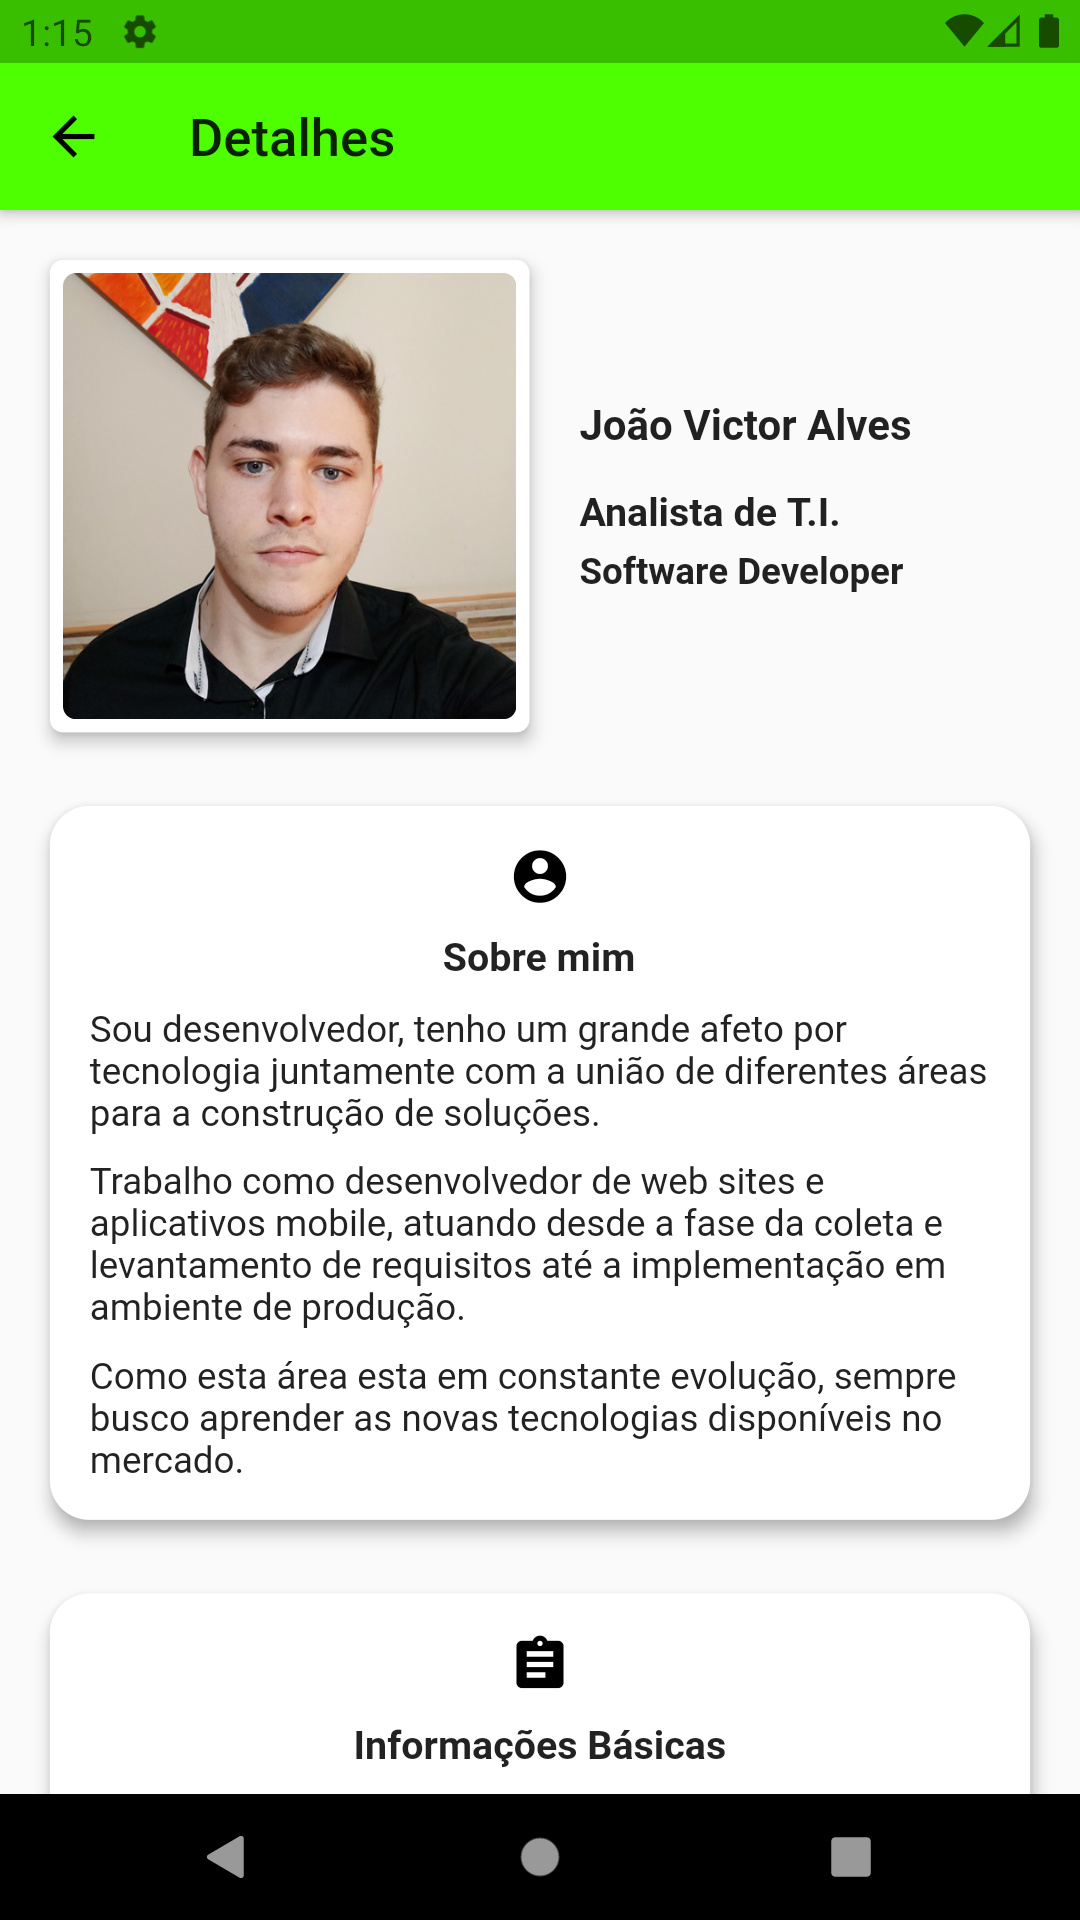 1:15
Detalhes
João Victor Alves
Analista de T.I.
Software Developer
Sobre mim
Sou desenvolvedor, tenho um grande afeto por
tecnologia juntamente com a união de diferentes áreas
para a construção de soluções.
Trabalho como desenvolvedor de web sites e
aplicativos mobile, atuando desde a fase da coleta e
levantamento de requisitos até a implementação em
ambiente de produção.
Como esta área esta em constante evolução, sempre
busco aprender as novas tecnologias disponíveis no
mercado.
Informações Básicas